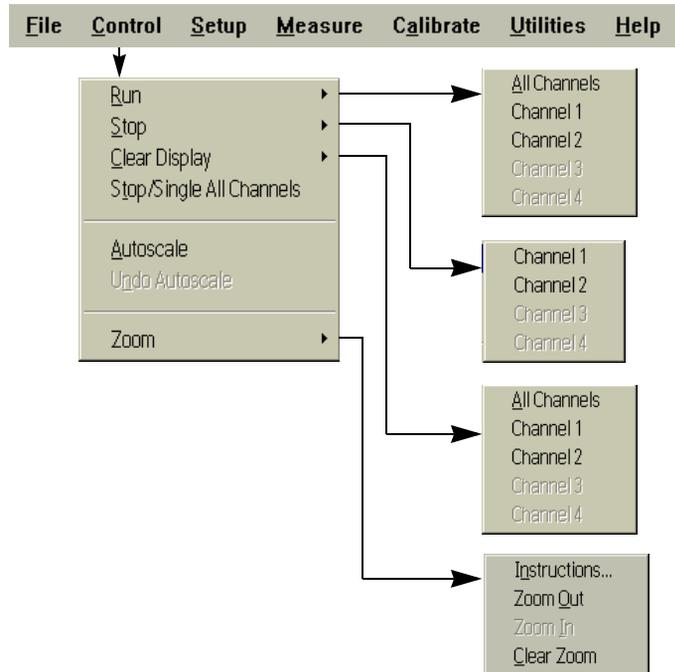 File Control Setup Measure Calibrate Utilities Help
Run
Stop
Clear Display
Stop/Single All Channels
Autoscale
Undo Autoscale
Zoom
All Channels
Channel 1
Channel 2
Channel 3
Channel 4
Channel 1
Channel 2
Channel 3
Channel 4
All Channels
Channel 1
Channel 2
Channel 3
Channel 4
Instructions...
Zoom Out
Zoom In
Clear Zoom